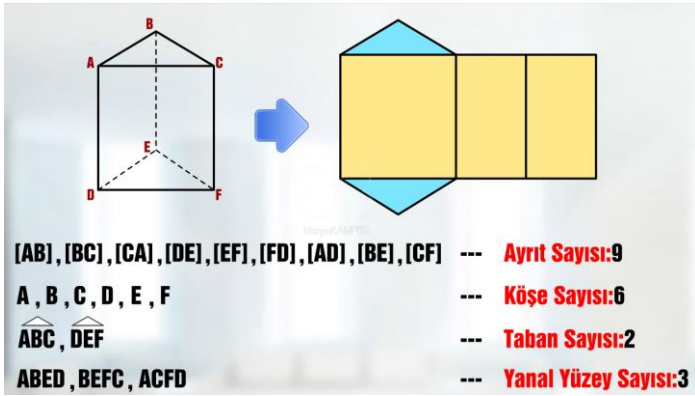 B
A
C
E
D
F
[AB] , [BC] , [CA] , [DE] , [EF] , [FD] , [AD] , [BE] , [CF] --- Ayrıt Sayısı:9
A , B , C , D , E , F --- Köşe Sayısı:6
ABC , DEF --- Taban Sayısı:2
ABED , BEFC , ACFD --- Yanal Yüzey Sayısı:3